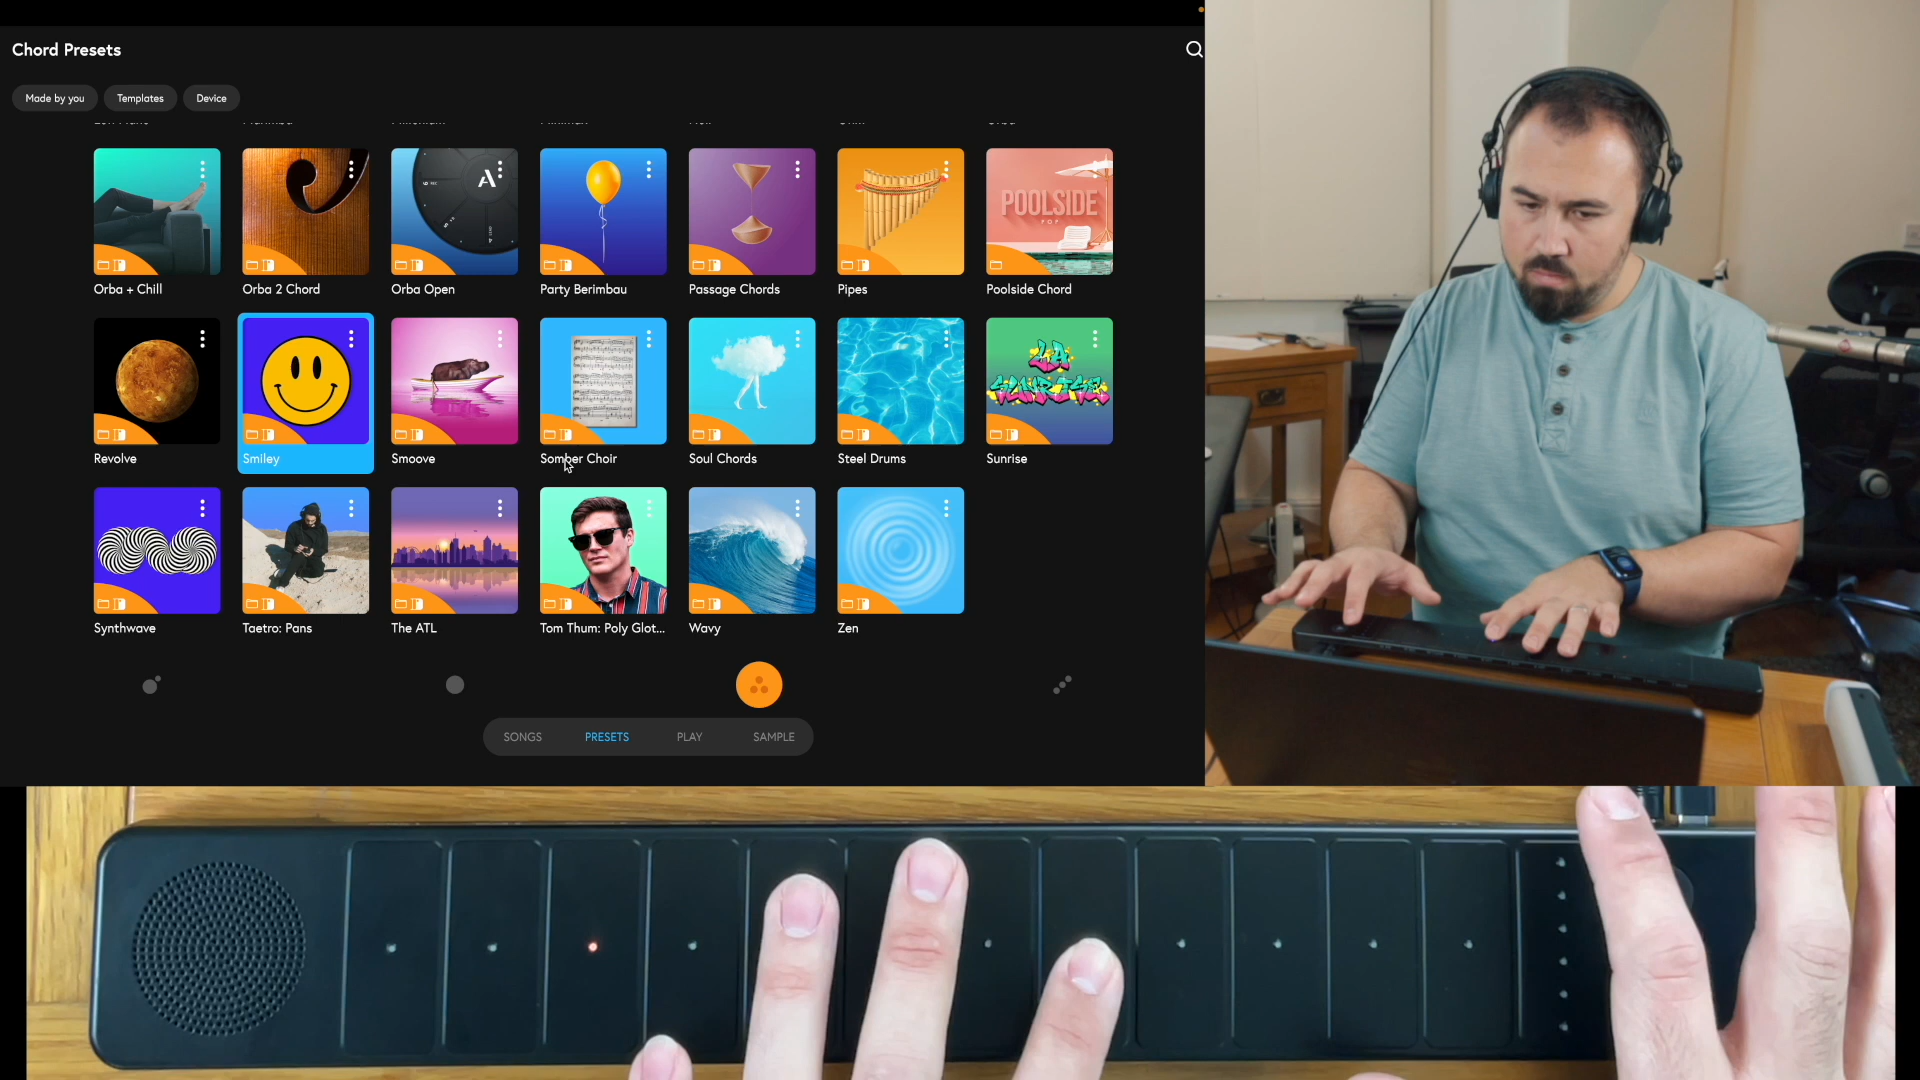 Chord Presets
Made by you
Templates
Device
POOLSIDE
POP
Orba + Chill
Orba 2 Chord
Orba Open
Party Berimbau
Passage Chords
Pipes
Poolside Chord
Revolve
Smiley
Smoove
Somber Choir
Soul Chords
Steel Drums
Sunrise
Synthwave
Taetro: Pans
The ATL
Tom Thum: Poly Glot...
Wavy
Zen
SONGS
PRESETS
PLAY
SAMPLE